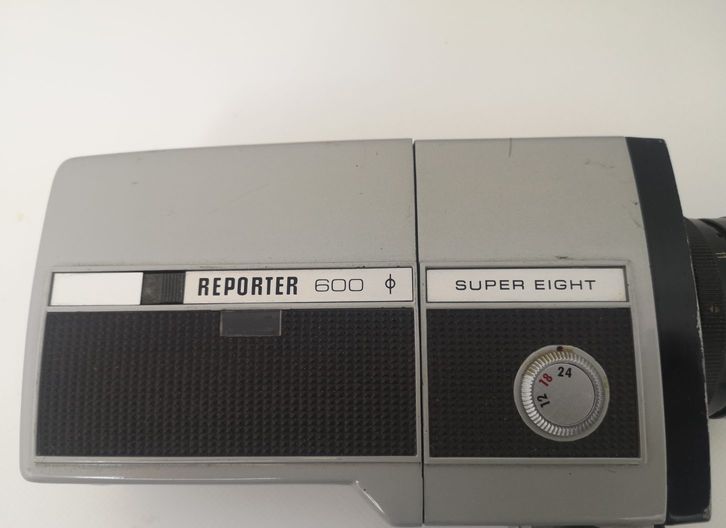 REPORTER 600 ϕ
SUPER EIGHT
12 18 24